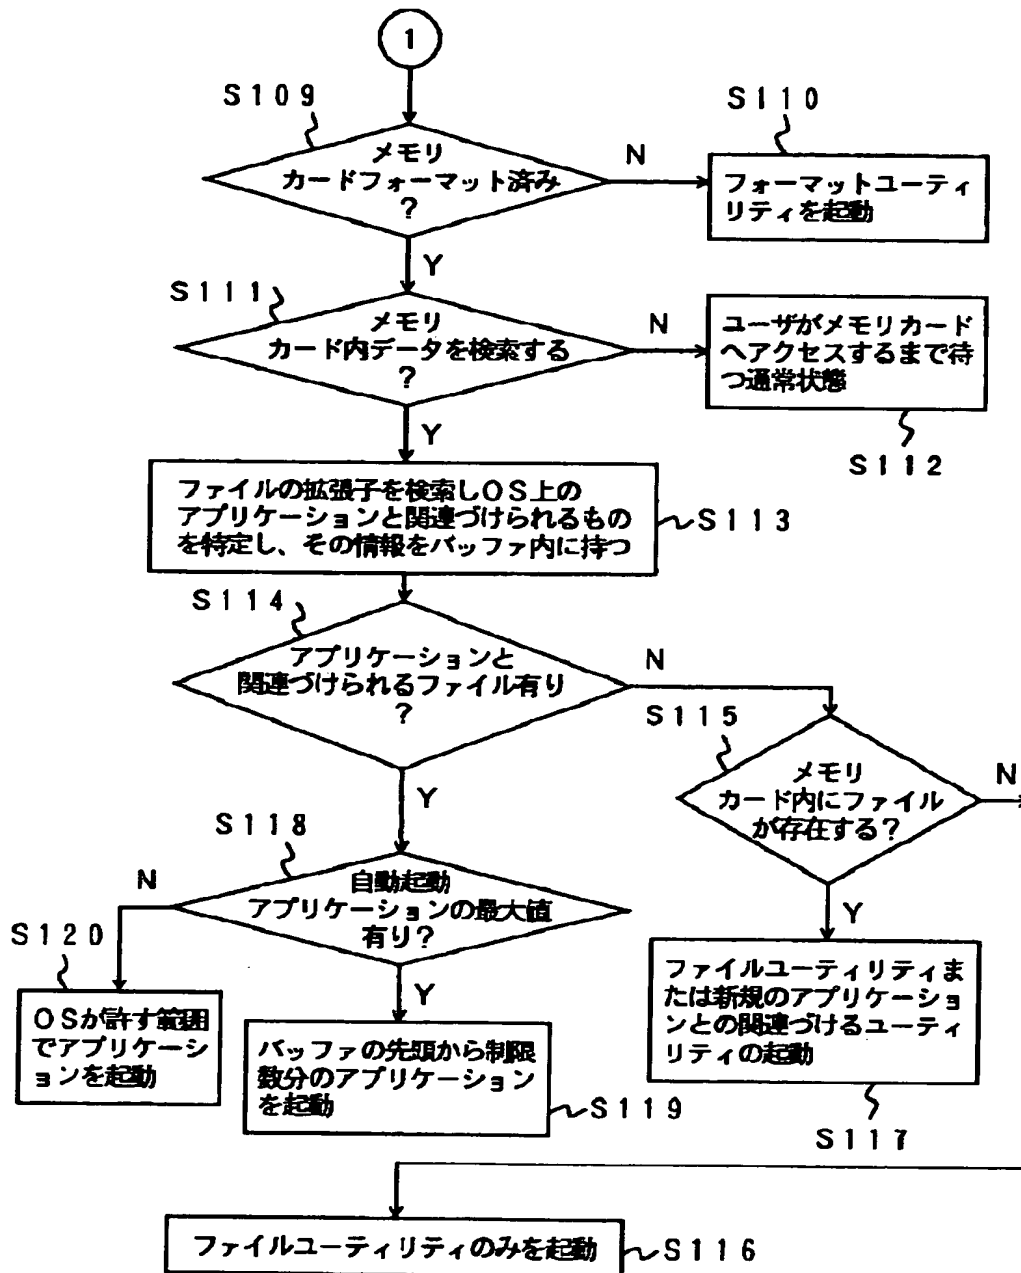 1
S109
メモリ
カードフォーマット済み
?
N
S110
フォーマットユーティ
リティを起動
Y
S111
メモリ
カード内データを検索する
?
N
ユーザがメモリカード
へアクセスするまで待
つ通常状態
S112
Y
ファイルの拡張子を検索しOS上の
アプリケーションと関連づけられるもの
を特定し、その情報をバッファ内に持つ
S113
S114
アプリケーションと
関連づけられるファイル有り
?
N
S115
メモリ
カード内にファイル
が存在する?
N
Y
Y
S118
自動起動
アプリケーションの最大値
有り?
N
S120
OSが許す範囲
でアプリケーシ
ョンを起動
Y
バッファの先頭から制限
数分のアプリケーション
を起動
S119
ファイルユーティリティま
たは新規のアプリケーショ
ンとの関連づけるユーティ
リティの起動
S117
ファイルユーティリティのみを起動
S116